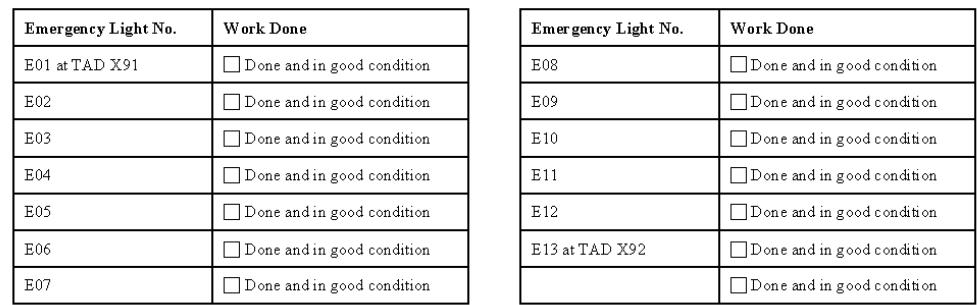 Emergency Light No. Work Done
E01 at TAD X91 Done and in good condition
E02 Done and in good condition
E03 Done and in good condition
E04 Done and in good condition
E05 Done and in good condition
E06 Done and in good condition
E07 Done and in good condition
Emergency Light No. Work Done
E08 Done and in good condition
E09 Done and in good condition
E10 Done and in good condition
E11 Done and in good condition
E12 Done and in good condition
E13 at TAD X92 Done and in good condition
Done and in good condition